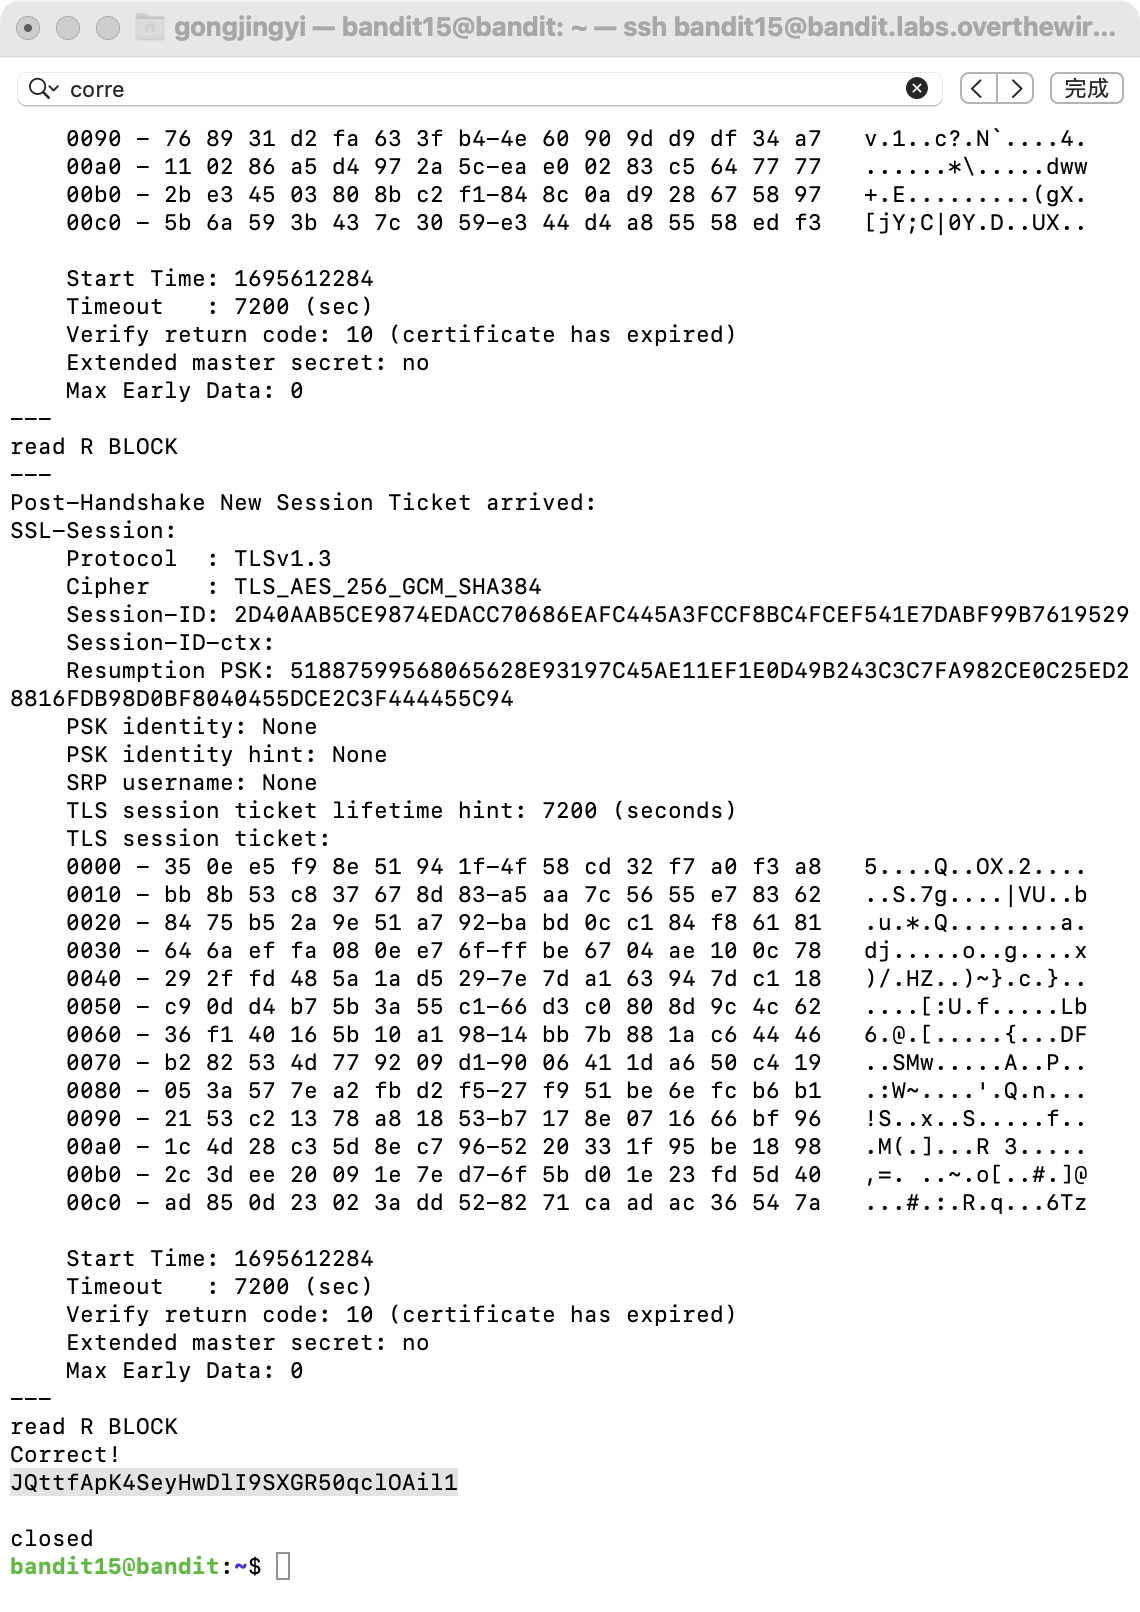 gongjingyi — bandit15@bandit: ~ — ssh bandit15@bandit.labs.overthewir...
corre
完成
0090 - 76 89 31 d2 fa 63 3f b4-4e 60 90 9d d9 df 34 a7   v.1..c?.N`....4.
00a0 - 11 02 86 a5 d4 97 2a 5c-ea e0 02 83 c5 64 77 77   ......*\.....dww
00b0 - 2b e3 45 03 80 8b c2 f1-84 8c 0a d9 28 67 58 97   +.E.........(gX.
00c0 - 5b 6a 59 3b 43 7c 30 59-e3 44 d4 a8 55 58 ed f3   [jY;C|0Y.D..UX..
Start Time: 1695612284
Timeout   : 7200 (sec)
Verify return code: 10 (certificate has expired)
Extended master secret: no
Max Early Data: 0
---
read R BLOCK
---
Post-Handshake New Session Ticket arrived:
SSL-Session:
Protocol  : TLSv1.3
Cipher    : TLS_AES_256_GCM_SHA384
Session-ID: 2D40AAB5CE9874EDACC70686EAFC445A3FCCF8BC4FCEF541E7DABF99B7619529
Session-ID-ctx:
Resumption PSK: 51887599568065628E93197C45AE11EF1E0D49B243C3C7FA982CE0C25ED2
8816FDB98D0BF8040455DCE2C3F444455C94
PSK identity: None
PSK identity hint: None
SRP username: None
TLS session ticket lifetime hint: 7200 (seconds)
TLS session ticket:
0000 - 35 0e e5 f9 8e 51 94 1f-4f 58 cd 32 f7 a0 f3 a8   5....Q..OX.2....
0010 - bb 8b 53 c8 37 67 8d 83-a5 aa 7c 56 55 e7 83 62   ..S.7g....|VU..b
0020 - 84 75 b5 2a 9e 51 a7 92-ba bd 0c c1 84 f8 61 81   .u.*.Q........a.
0030 - 64 6a ef fa 08 0e e7 6f-ff be 67 04 ae 10 0c 78   dj.....o..g....x
0040 - 29 2f fd 48 5a 1a d5 29-7e 7d a1 63 94 7d c1 18   )/.HZ..)~}.c.}..
0050 - c9 0d d4 b7 5b 3a 55 c1-66 d3 c0 80 8d 9c 4c 62   ....[:U.f.....Lb
0060 - 36 f1 40 16 5b 10 a1 98-14 bb 7b 88 1a c6 44 46   6.@.[.....{...DF
0070 - b2 82 53 4d 77 92 09 d1-90 06 41 1d a6 50 c4 19   ..SMw.....A..P..
0080 - 05 3a 57 7e a2 fb d2 f5-27 f9 51 be 6e fc b6 b1   .:W~....'.Q.n...
0090 - 21 53 c2 13 78 a8 18 53-b7 17 8e 07 16 66 bf 96   !S..x..S.....f..
00a0 - 1c 4d 28 c3 5d 8e c7 96-52 20 33 1f 95 be 18 98   .M(.]...R 3.....
00b0 - 2c 3d ee 20 09 1e 7e d7-6f 5b d0 1e 23 fd 5d 40   ,=. ..~.o[..#.]@
00c0 - ad 85 0d 23 02 3a dd 52-82 71 ca ad ac 36 54 7a   ...#.:.R.q...6Tz
Start Time: 1695612284
Timeout   : 7200 (sec)
Verify return code: 10 (certificate has expired)
Extended master secret: no
Max Early Data: 0
---
read R BLOCK
Correct!
JQttfApK4SeyHwDlI9SXGR50qclOAil1
closed
bandit15@bandit:~$